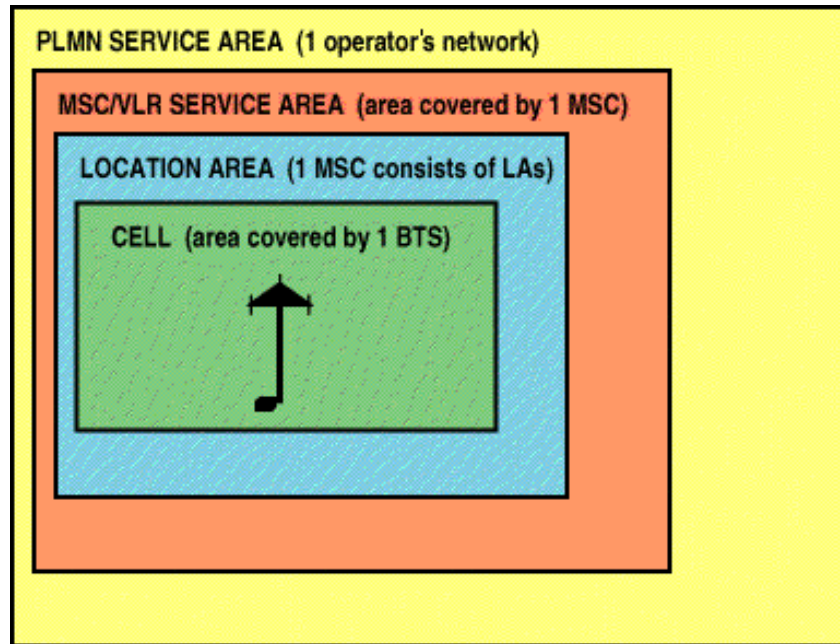 PLMN SERVICE AREA (1 operator's network)
MSC/VLR SERVICE AREA (area covered by 1 MSC)
LOCATION AREA (1 MSC consists of LAs)
CELL (area covered by 1 BTS)